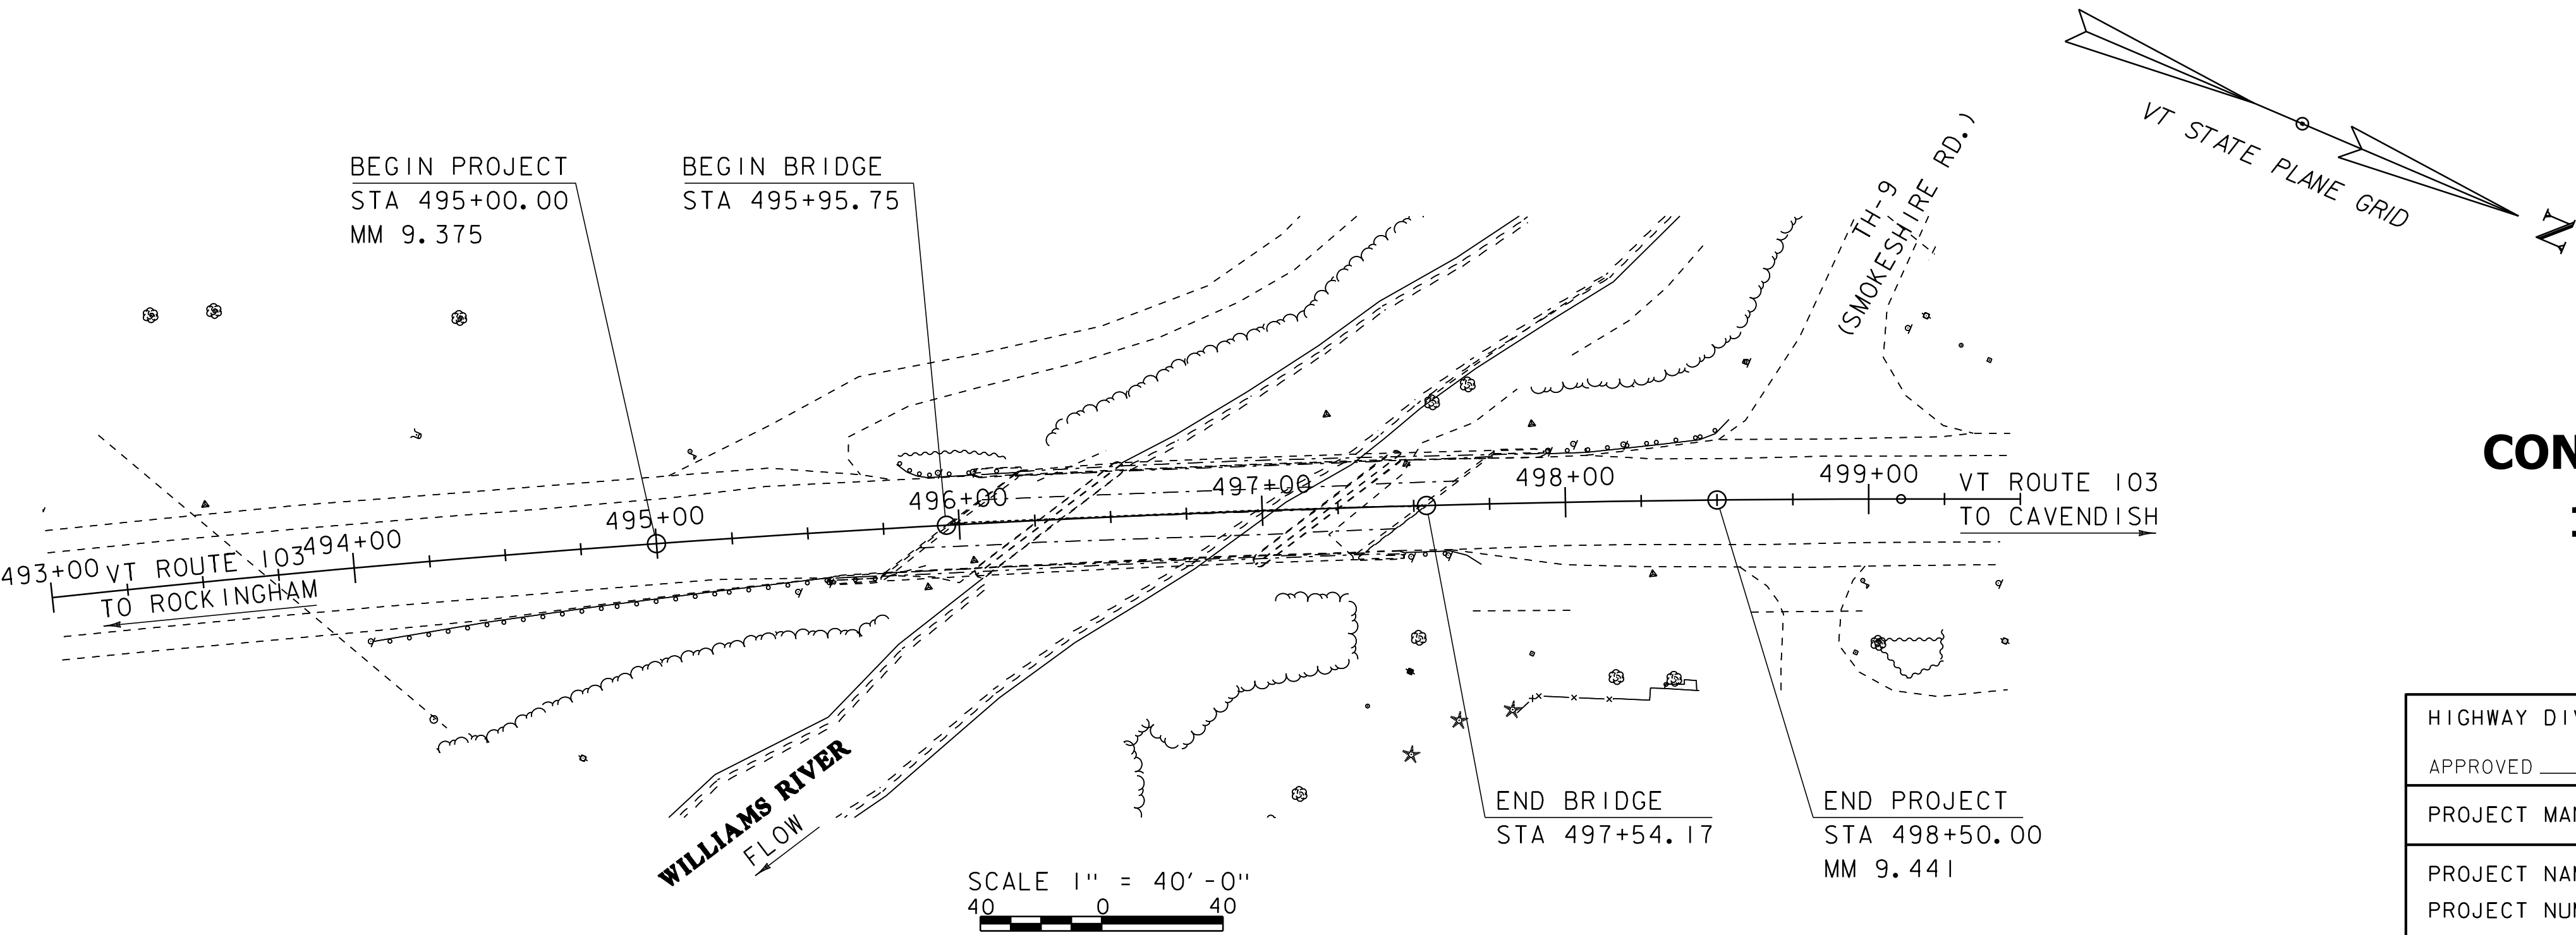 BEGIN PROJECT
STA 495+00.00
MM 9.375
BEGIN BRIDGE
STA 495+95.75
TH-9
(SMOKESHIRE RD.)
VT STATE PLANE GRID
N
CON
493+00
VT ROUTE 103
TO ROCKINGHAM
494+00
495+00
496+00
497+00
498+00
499+00
VT ROUTE 103
TO CAVENDISH
WILLIAMS RIVER
FLOW
END BRIDGE
STA 497+54.17
END PROJECT
STA 498+50.00
MM 9.441
SCALE 1" = 40'-0"
40 0 40
HIGHWAY DI
APPROVED
PROJECT MA
PROJECT NA
PROJECT NU